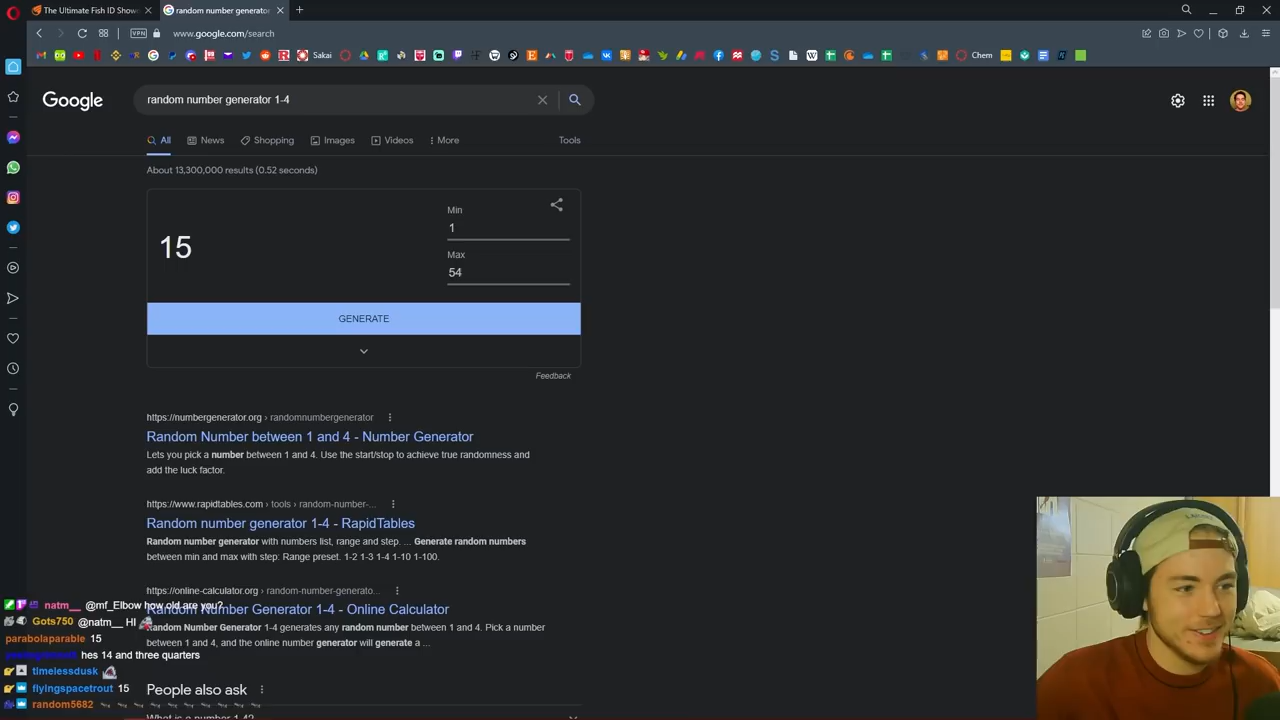 The Ultimate Fish ID Show
random number generator
VPN
www.google.com/search
Sakai
Chem
Google
random number generator 1-4
All
News
Shopping
Images
Videos
More
Tools
About 13,300,000 results (0.52 seconds)
15
Min
1
Max
54
GENERATE
Feedback
https://numbergenerator.org › randomnumbergenerator
Random Number between 1 and 4 - Number Generator
Lets you pick a number between 1 and 4. Use the start/stop to achieve true randomness and
add the luck factor.
https://www.rapidtables.com › tools › random-number-...
Random number generator 1-4 - RapidTables
Random number generator with numbers list, range and step. ... Generate random numbers
between min and max with step: Range preset. 1-2 1-3 1-4 1-10 1-100.
https://online-calculator.org › random-number-generato...
Random Number Generator 1-4 - Online Calculator
Random Number Generator 1-4 generates any random number between 1 and 4. Pick a number
between 1 and 4, and the online number generator will generate a ...
People also ask
What is a number 1 4?
natm__ @mf_Elbow how old are you?
Gots750 @natm__ HI
parabolaparable 15
hes 14 and three quarters
timelessdusk
flyingspacetrout 15
random5682